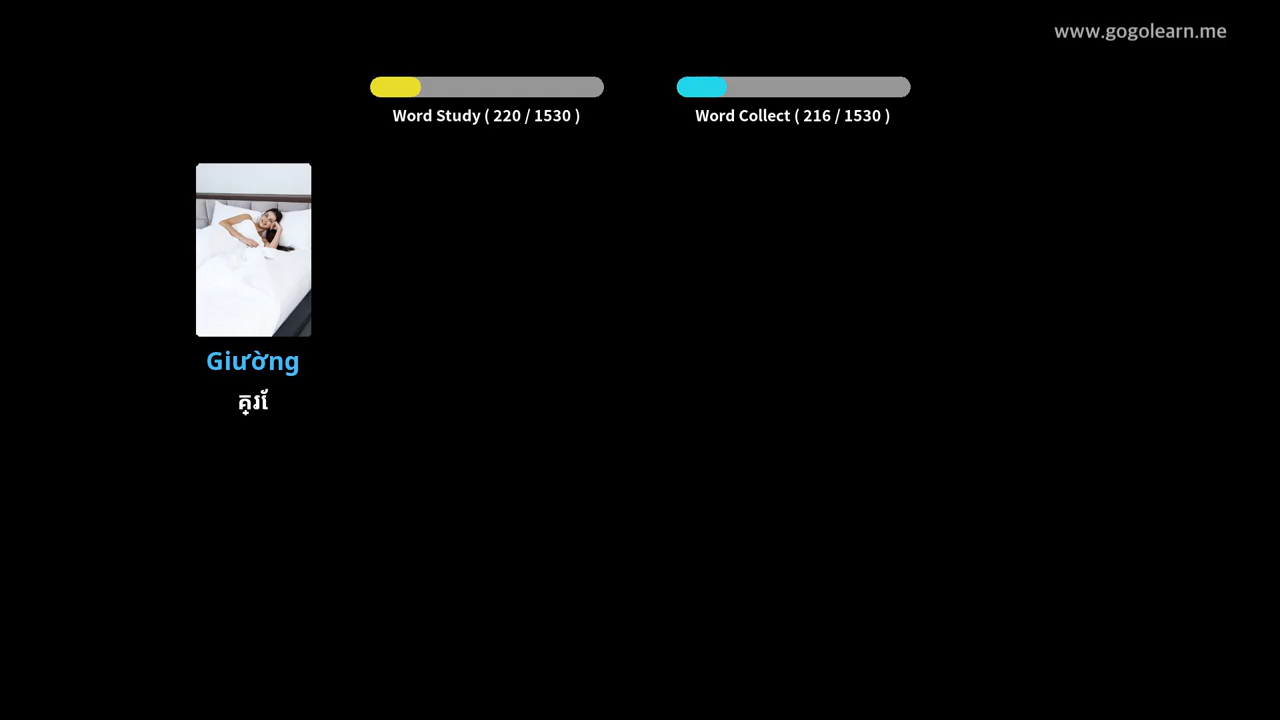 www.gogolearn.me
Word Study ( 220 / 1530 )
Word Collect ( 216 / 1530 )
Giường
គ្រែ